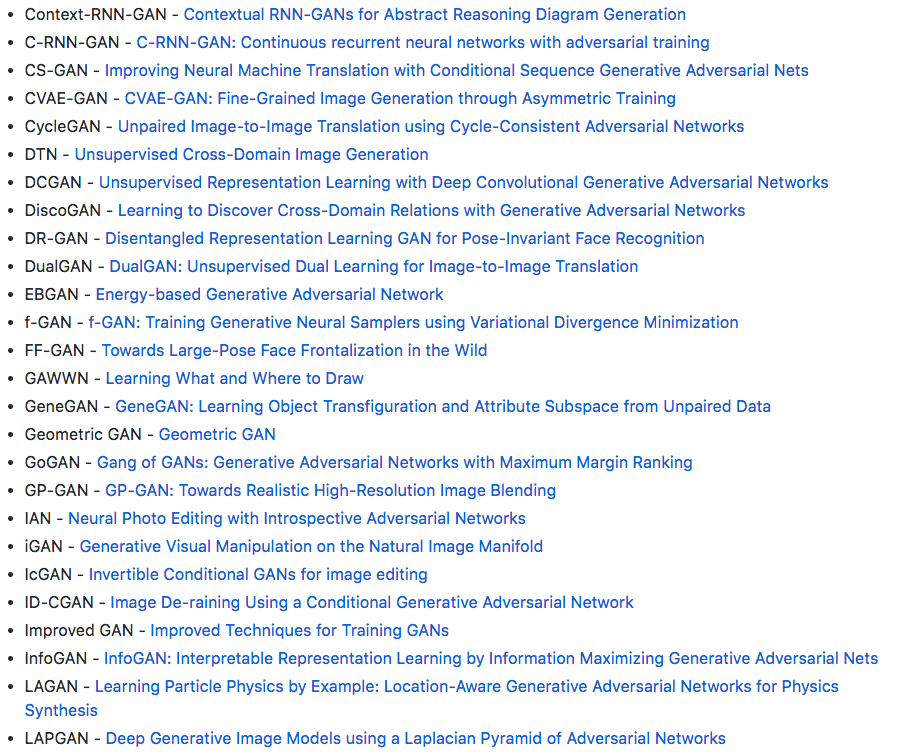 Context-RNN-GAN - Contextual RNN-GANs for Abstract Reasoning Diagram Generation
C-RNN-GAN - C-RNN-GAN: Continuous recurrent neural networks with adversarial training
CS-GAN - Improving Neural Machine Translation with Conditional Sequence Generative Adversarial Nets
CVAE-GAN - CVAE-GAN: Fine-Grained Image Generation through Asymmetric Training
CycleGAN - Unpaired Image-to-Image Translation using Cycle-Consistent Adversarial Networks
DTN - Unsupervised Cross-Domain Image Generation
DCGAN - Unsupervised Representation Learning with Deep Convolutional Generative Adversarial Networks
DiscoGAN - Learning to Discover Cross-Domain Relations with Generative Adversarial Networks
DR-GAN - Disentangled Representation Learning GAN for Pose-Invariant Face Recognition
DualGAN - DualGAN: Unsupervised Dual Learning for Image-to-Image Translation
EBGAN - Energy-based Generative Adversarial Network
f-GAN - f-GAN: Training Generative Neural Samplers using Variational Divergence Minimization
FF-GAN - Towards Large-Pose Face Frontalization in the Wild
GAWWN - Learning What and Where to Draw
GeneGAN - GeneGAN: Learning Object Transfiguration and Attribute Subspace from Unpaired Data
Geometric GAN - Geometric GAN
GoGAN - Gang of GANs: Generative Adversarial Networks with Maximum Margin Ranking
GP-GAN - GP-GAN: Towards Realistic High-Resolution Image Blending
IAN - Neural Photo Editing with Introspective Adversarial Networks
iGAN - Generative Visual Manipulation on the Natural Image Manifold
IcGAN - Invertible Conditional GANs for image editing
ID-CGAN - Image De-raining Using a Conditional Generative Adversarial Network
Improved GAN - Improved Techniques for Training GANs
InfoGAN - InfoGAN: Interpretable Representation Learning by Information Maximizing Generative Adversarial Nets
LAGAN - Learning Particle Physics by Example: Location-Aware Generative Adversarial Networks for Physics
Synthesis
LAPGAN - Deep Generative Image Models using a Laplacian Pyramid of Adversarial Networks